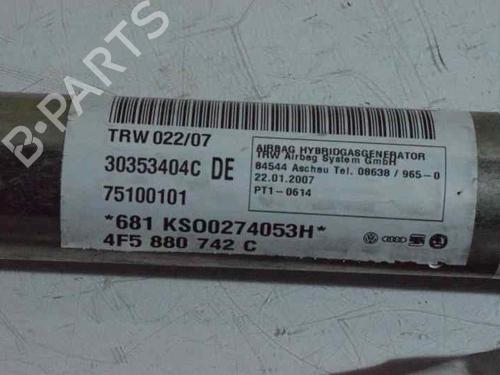 B-PARTS
TRW 022/07
30353404C DE
75100101
*681 KS00274053H*
4F5 880 742 C
AIRBAG HYBRIDGASGENERATOR
TRW Airbag System GmbH
84544 Aschau Tel. 08638 / 965-0
22.01.2007
PT1-0614